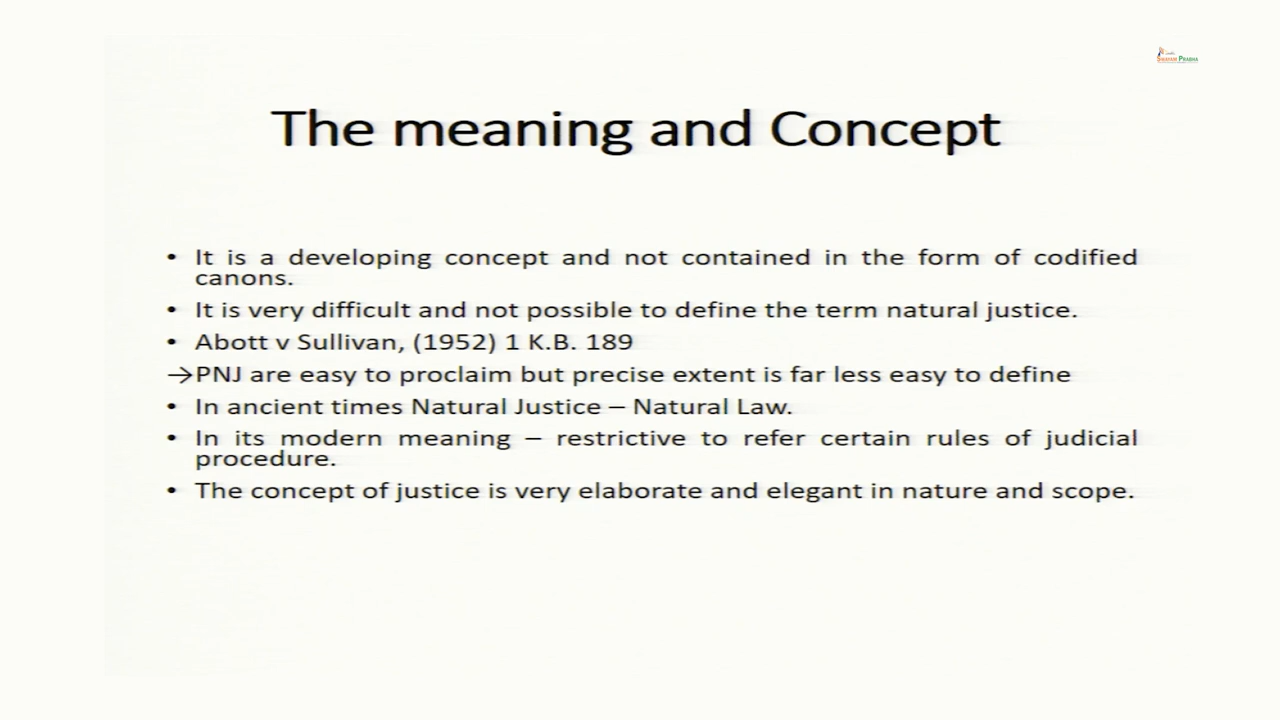 SWAYAM PRABHA
The meaning and Concept
• It is a developing concept and not contained in the form of codified
canons.
• It is very difficult and not possible to define the term natural justice.
• Abott v Sullivan, (1952) 1 K.B. 189
→PNJ are easy to proclaim but precise extent is far less easy to define
• In ancient times Natural Justice – Natural Law.
• In its modern meaning – restrictive to refer certain rules of judicial
procedure.
• The concept of justice is very elaborate and elegant in nature and scope.